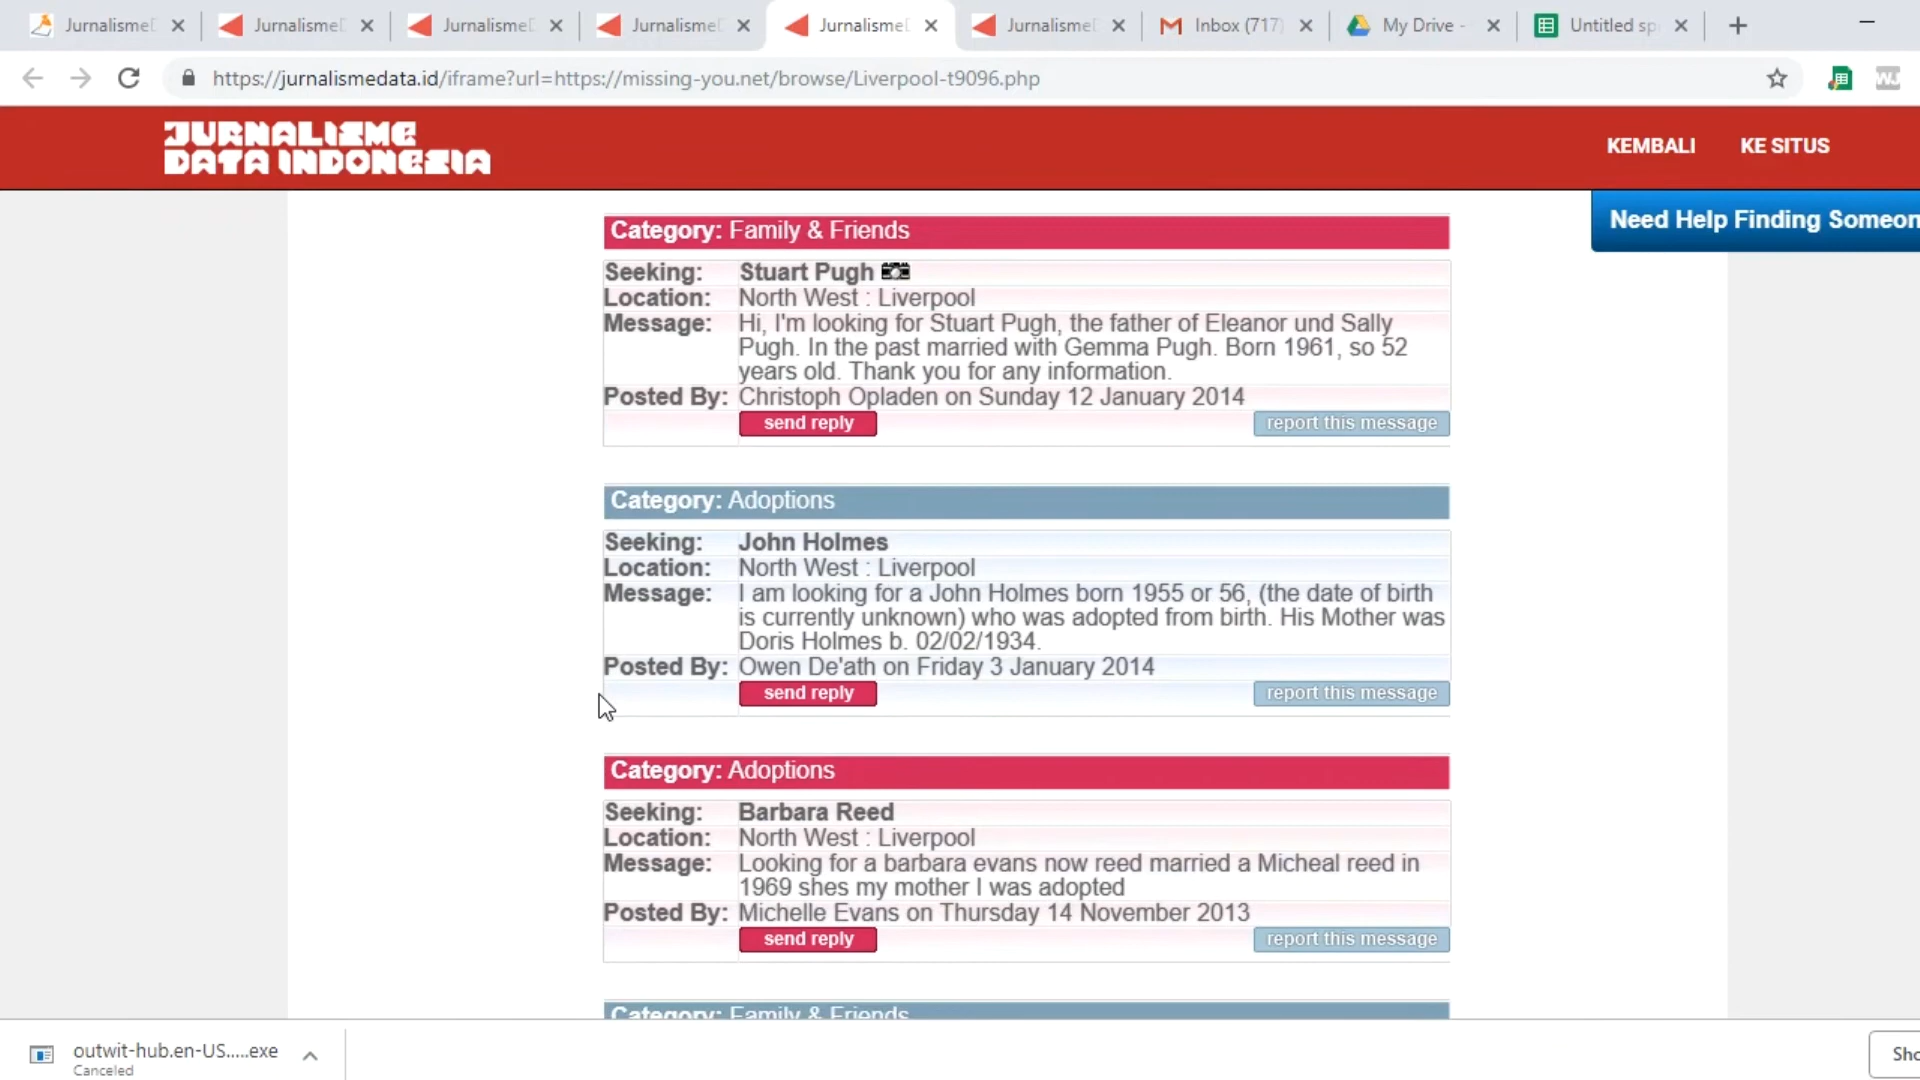 JurnalismeD
JurnalismeD
JurnalismeD
JurnalismeD
JurnalismeD
JurnalismeD
Inbox (717)
My Drive -
Untitled sp
https://jurnalismedata.id/iframe?url=https://missing-you.net/browse/Liverpool-t9096.php
JURNALISME
DATA INDONESIA
KEMBALI
KE SITUS
Need Help Finding Someon
Category: Family & Friends
Seeking: Stuart Pugh
Location: North West : Liverpool
Message: Hi, I'm looking for Stuart Pugh, the father of Eleanor und Sally
Pugh. In the past married with Gemma Pugh. Born 1961, so 52
years old. Thank you for any information.
Posted By: Christoph Opladen on Sunday 12 January 2014
send reply
report this message
Category: Adoptions
Seeking: John Holmes
Location: North West : Liverpool
Message: I am looking for a John Holmes born 1955 or 56, (the date of birth
is currently unknown) who was adopted from birth. His Mother was
Doris Holmes b. 02/02/1934.
Posted By: Owen De'ath on Friday 3 January 2014
send reply
report this message
Category: Adoptions
Seeking: Barbara Reed
Location: North West : Liverpool
Message: Looking for a barbara evans now reed married a Micheal reed in
1969 shes my mother I was adopted
Posted By: Michelle Evans on Thursday 14 November 2013
send reply
report this message
Category: Family & Friends
outwit-hub.en-US.....exe
Canceled
Sho